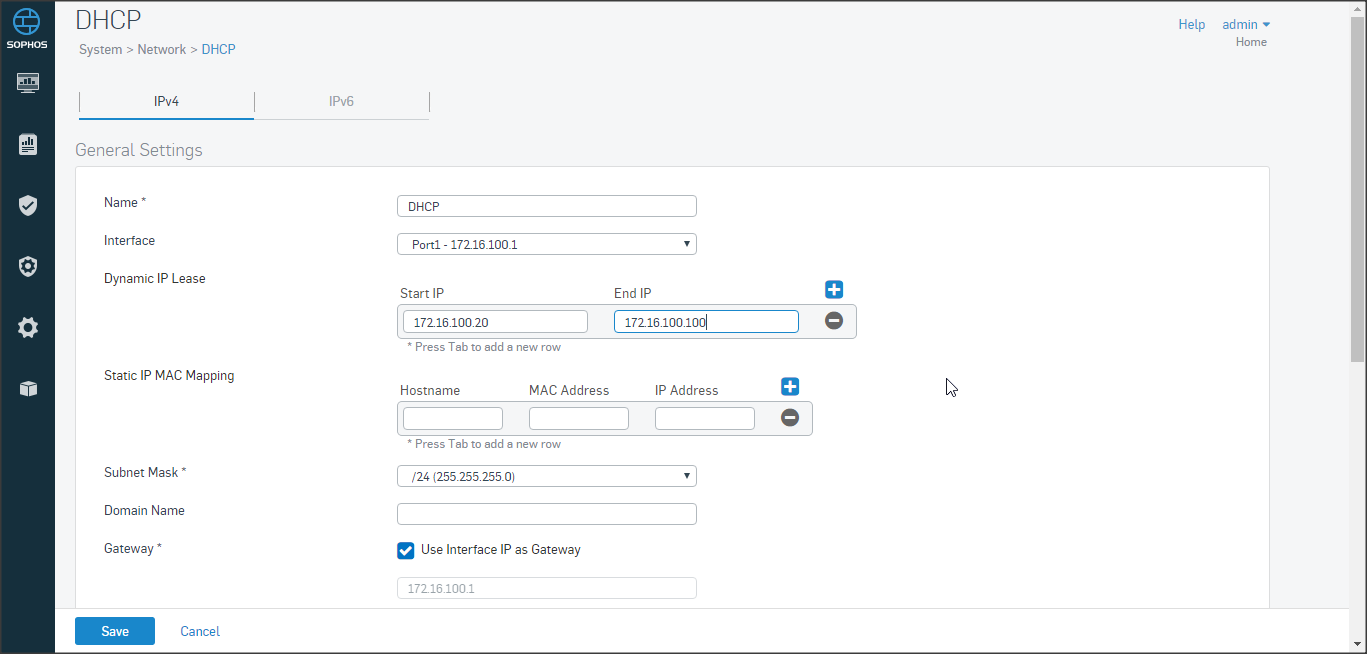 SOPHOS
DHCP
Help admin
Home
System > Network > DHCP
IPv4 IPv6
General Settings
Name * DHCP
Interface Port1 - 172.16.100.1
Dynamic IP Lease
Start IP End IP
172.16.100.20 172.16.100.100
* Press Tab to add a new row
Static IP MAC Mapping
Hostname MAC Address IP Address
* Press Tab to add a new row
Subnet Mask * /24 (255.255.255.0)
Domain Name
Gateway * Use Interface IP as Gateway
172.16.100.1
Save Cancel